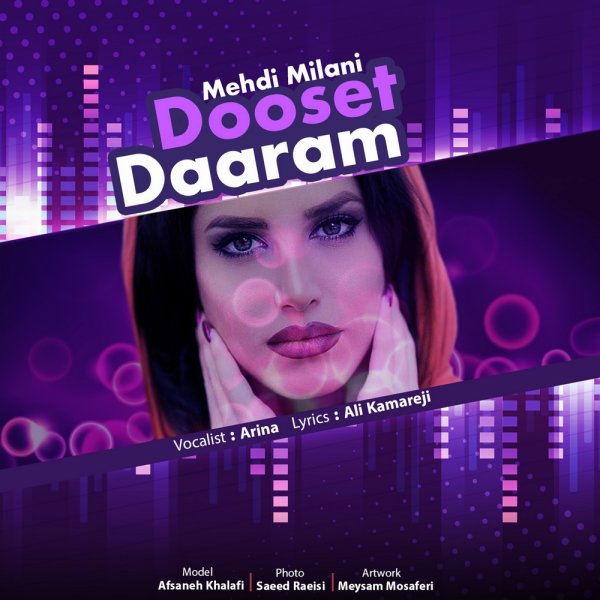 Mehdi Milani
Dooset
Daaram
Vocalist : Arina Lyrics : Ali Kamareji
Model Photo Artwork
Afsaneh Khalafi | Saeed Raeisi | Meysam Mosaferi